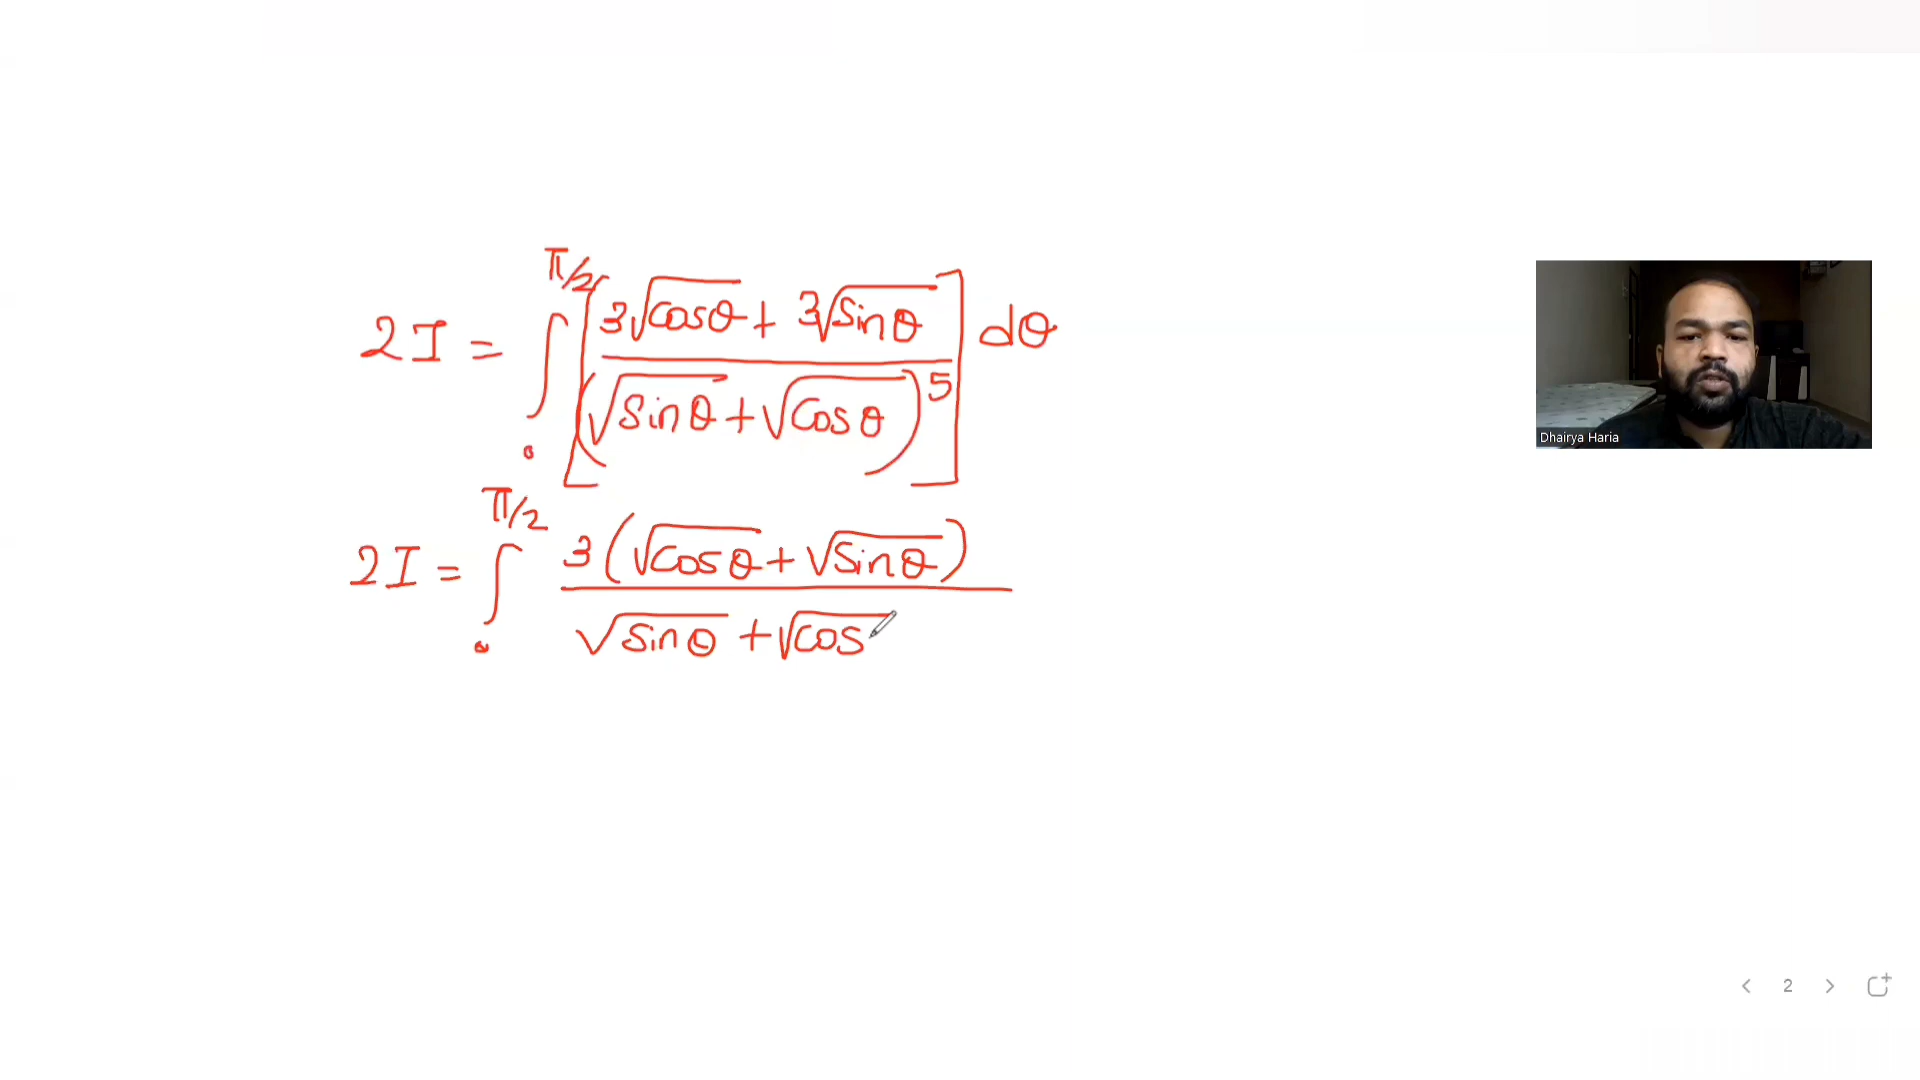 2I = ∫₀^{π/2} [ (3√cosθ + 3√sinθ) / (√sinθ + √cosθ)^5 ] dθ
Dhairya Haria
2I = ∫₀^{π/2} 3(√cosθ + √sinθ) / √sinθ + √cos
2